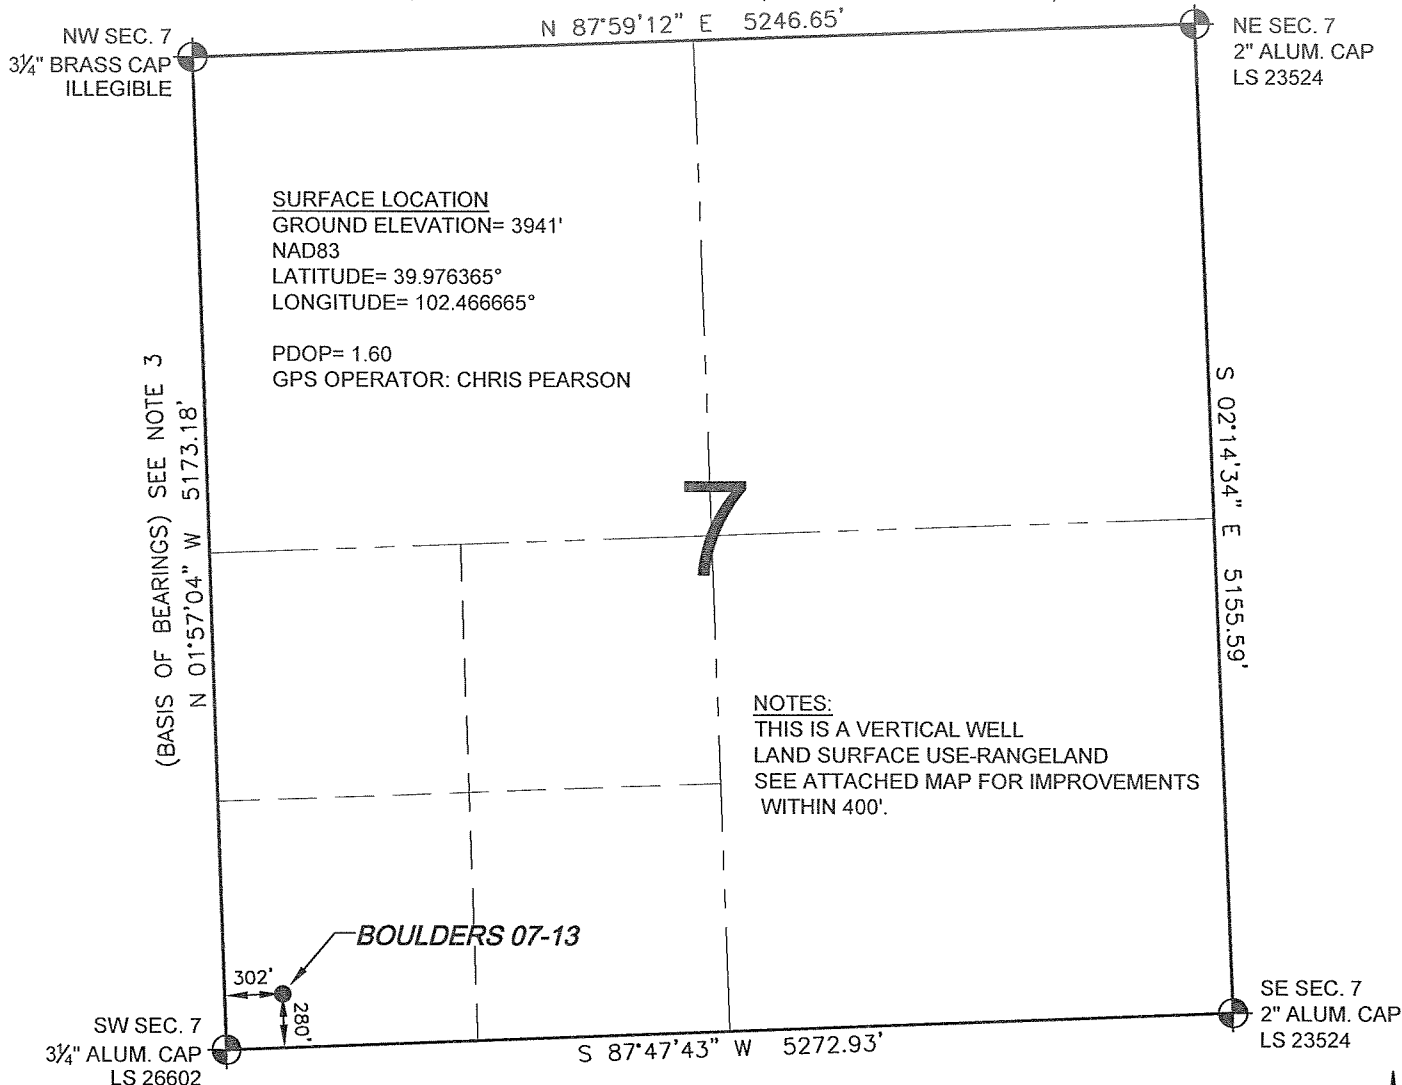 N 87°59'12" E 5246.65'
NW SEC. 7
3¼" BRASS CAP
ILLEGIBLE
NE SEC. 7
2" ALUM. CAP
LS 23524
SURFACE LOCATION
GROUND ELEVATION= 3941'
NAD83
LATITUDE= 39.976365°
LONGITUDE= 102.466665°
PDOP= 1.60
GPS OPERATOR: CHRIS PEARSON
(BASIS OF BEARINGS) SEE NOTE 3
N 01°57'04" W 5173.18'
S 02°14'34" E 5155.59'
7
NOTES:
THIS IS A VERTICAL WELL
LAND SURFACE USE-RANGELAND
SEE ATTACHED MAP FOR IMPROVEMENTS
WITHIN 400'.
BOULDERS 07-13
302'
280'
SW SEC. 7
3¼" ALUM. CAP
LS 26602
S 87°47'43" W 5272.93'
SE SEC. 7
2" ALUM. CAP
LS 23524